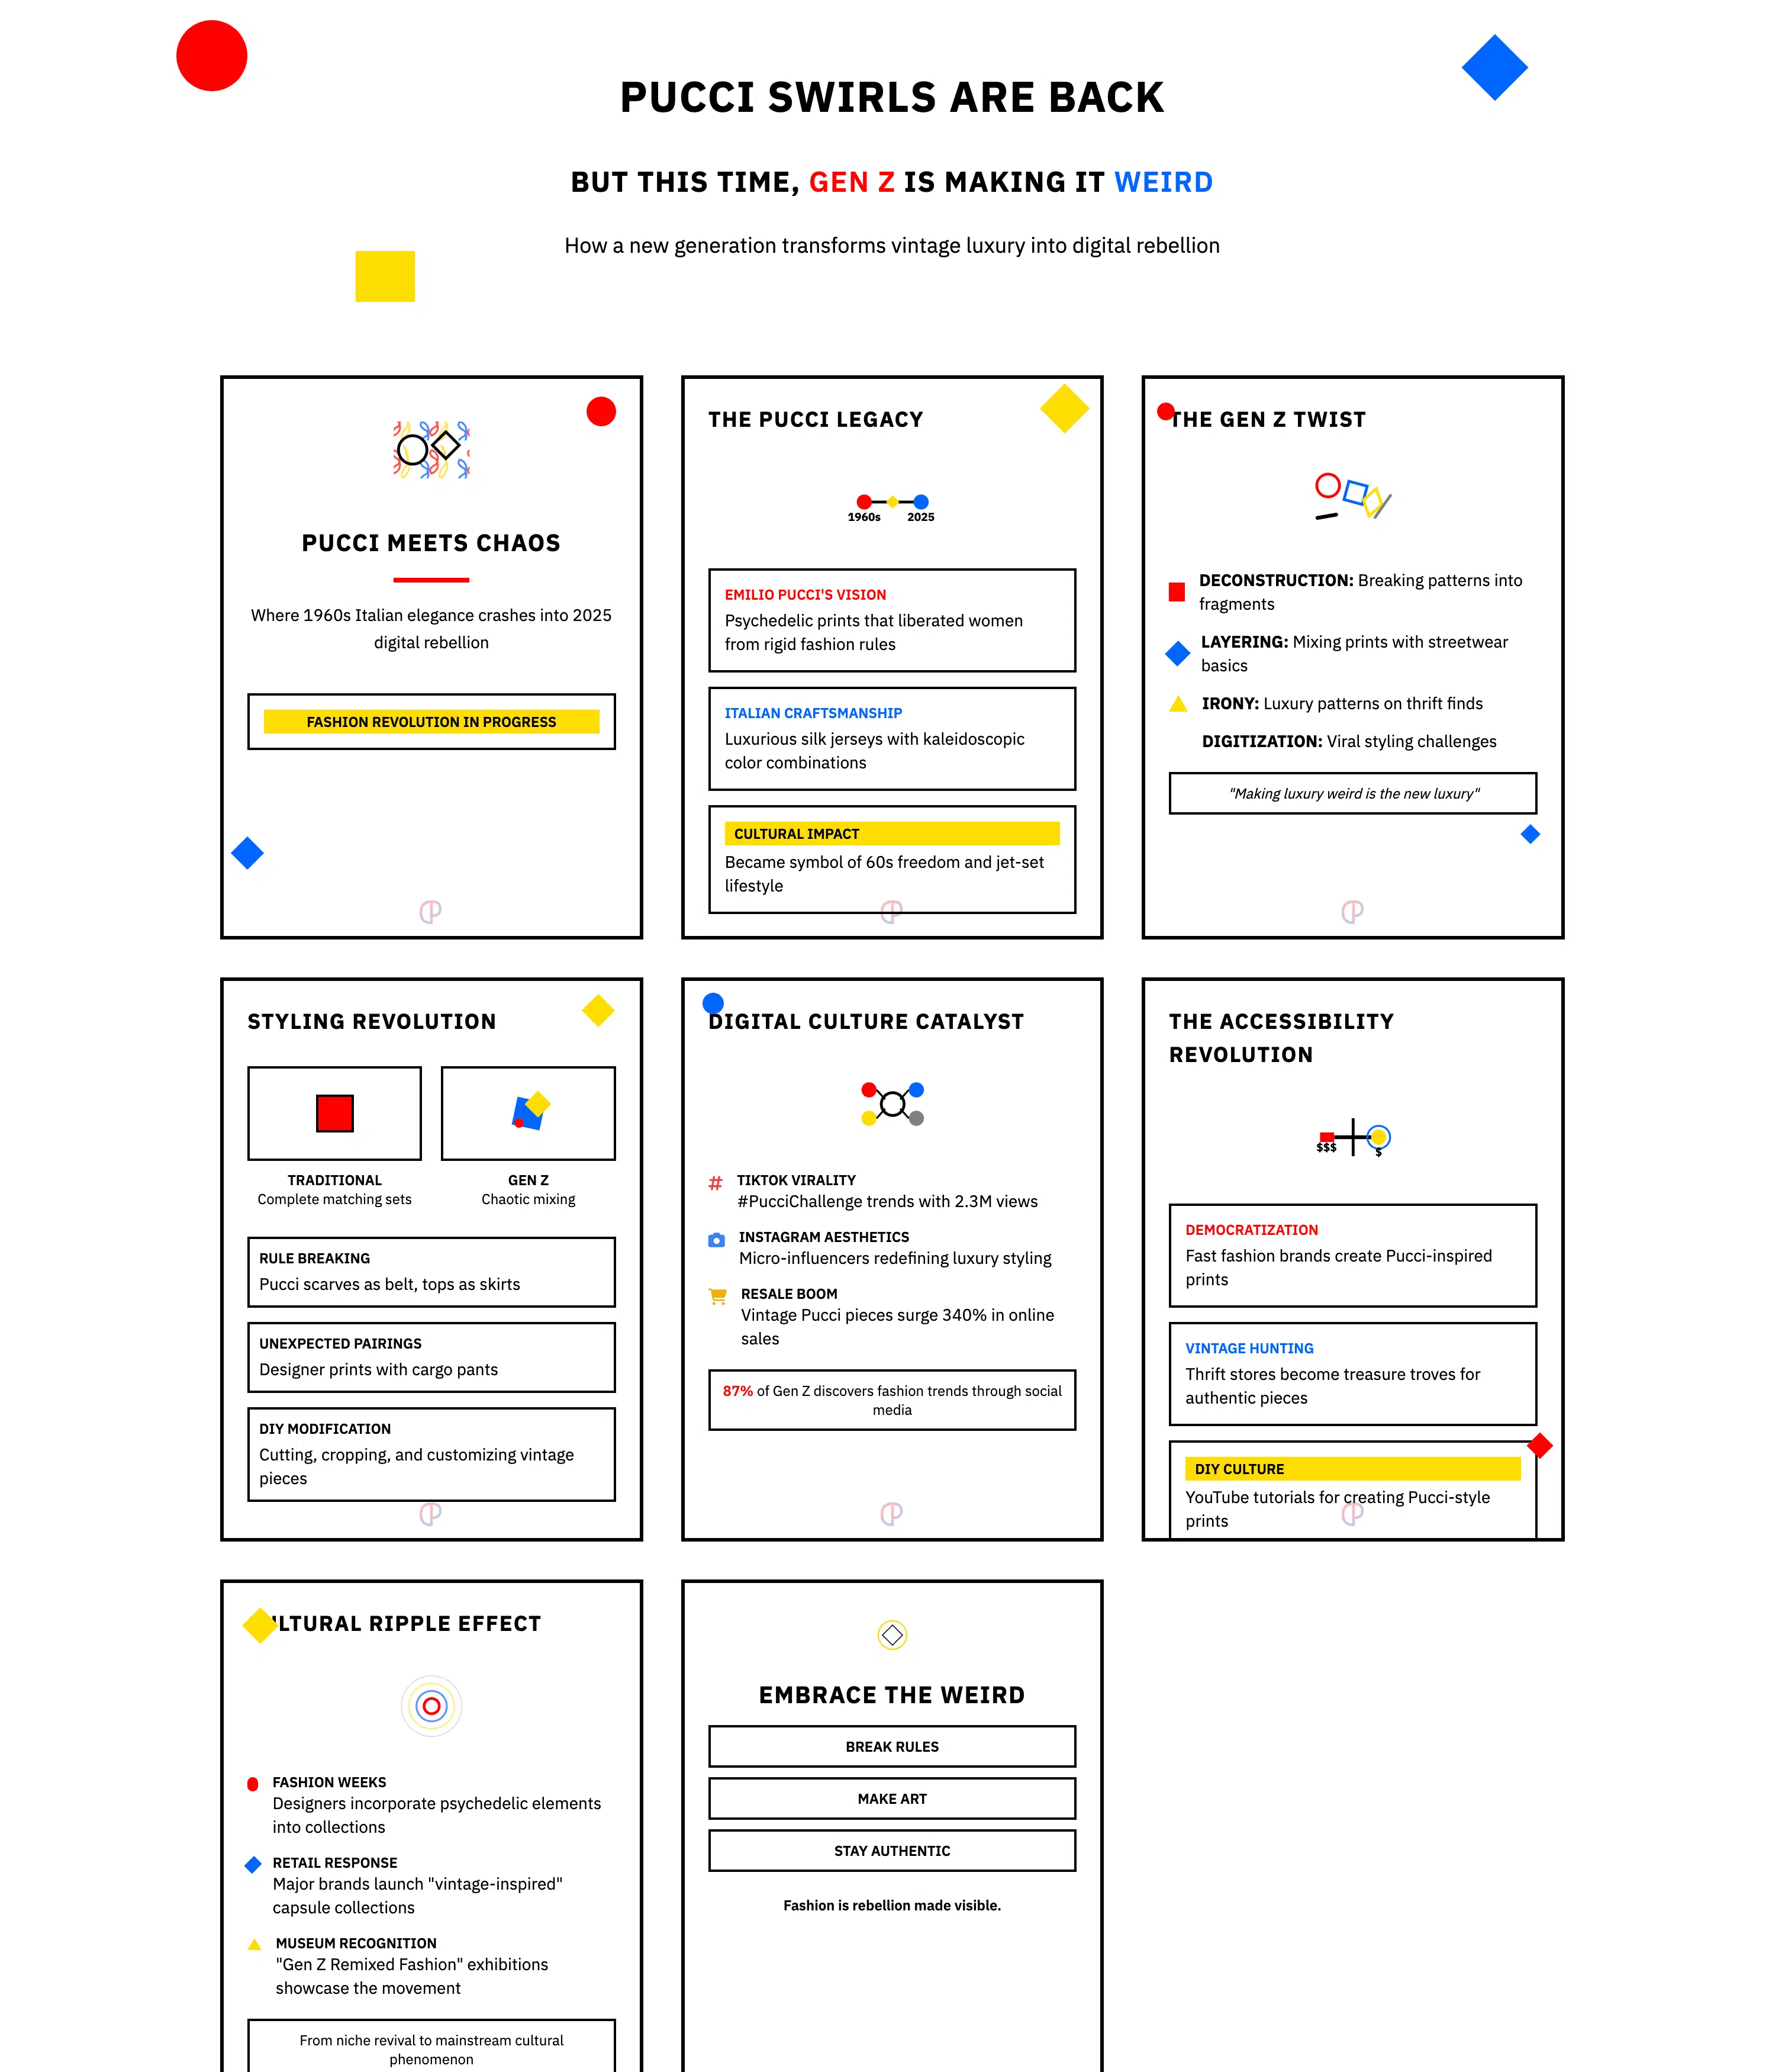 PUCCI SWIRLS ARE BACK
BUT THIS TIME, GEN Z IS MAKING IT WEIRD
How a new generation transforms vintage luxury into digital rebellion
PUCCI MEETS CHAOS
Where 1960s Italian elegance crashes into 2025
digital rebellion
FASHION REVOLUTION IN PROGRESS
THE PUCCI LEGACY
1960s 2025
EMILIO PUCCI'S VISION
Psychedelic prints that liberated women
from rigid fashion rules
ITALIAN CRAFTSMANSHIP
Luxurious silk jerseys with kaleidoscopic
color combinations
CULTURAL IMPACT
Became symbol of 60s freedom and jet-set
lifestyle
THE GEN Z TWIST
DECONSTRUCTION: Breaking patterns into
fragments
LAYERING: Mixing prints with streetwear
basics
IRONY: Luxury patterns on thrift finds
DIGITIZATION: Viral styling challenges
"Making luxury weird is the new luxury"
STYLING REVOLUTION
TRADITIONAL
Complete matching sets
GEN Z
Chaotic mixing
RULE BREAKING
Pucci scarves as belt, tops as skirts
UNEXPECTED PAIRINGS
Designer prints with cargo pants
DIY MODIFICATION
Cutting, cropping, and customizing vintage
pieces
DIGITAL CULTURE CATALYST
#
TIKTOK VIRALITY
#PucciChallenge trends with 2.3M views
INSTAGRAM AESTHETICS
Micro-influencers redefining luxury styling
RESALE BOOM
Vintage Pucci pieces surge 340% in online
sales
87% of Gen Z discovers fashion trends through social
media
THE ACCESSIBILITY
REVOLUTION
$$$ $
DEMOCRATIZATION
Fast fashion brands create Pucci-inspired
prints
VINTAGE HUNTING
Thrift stores become treasure troves for
authentic pieces
DIY CULTURE
YouTube tutorials for creating Pucci-style
prints
LTURAL RIPPLE EFFECT
FASHION WEEKS
Designers incorporate psychedelic elements
into collections
RETAIL RESPONSE
Major brands launch "vintage-inspired"
capsule collections
MUSEUM RECOGNITION
"Gen Z Remixed Fashion" exhibitions
showcase the movement
From niche revival to mainstream cultural
phenomenon
EMBRACE THE WEIRD
BREAK RULES
MAKE ART
STAY AUTHENTIC
Fashion is rebellion made visible.